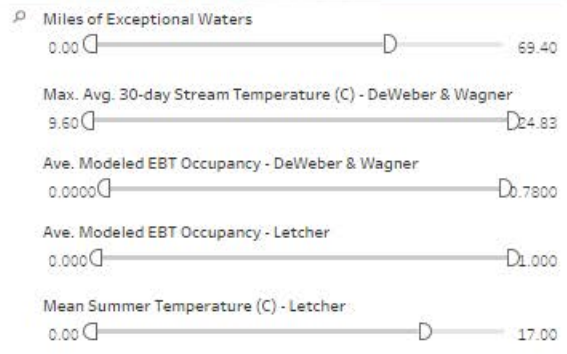 Miles of Exceptional Waters
0.00 69.40
Max. Avg. 30-day Stream Temperature (C) - DeWeber & Wagner
9.60 24.83
Ave. Modeled EBT Occupancy - DeWeber & Wagner
0.0000 0.7800
Ave. Modeled EBT Occupancy - Letcher
0.000 1.000
Mean Summer Temperature (C) - Letcher
0.00 17.00